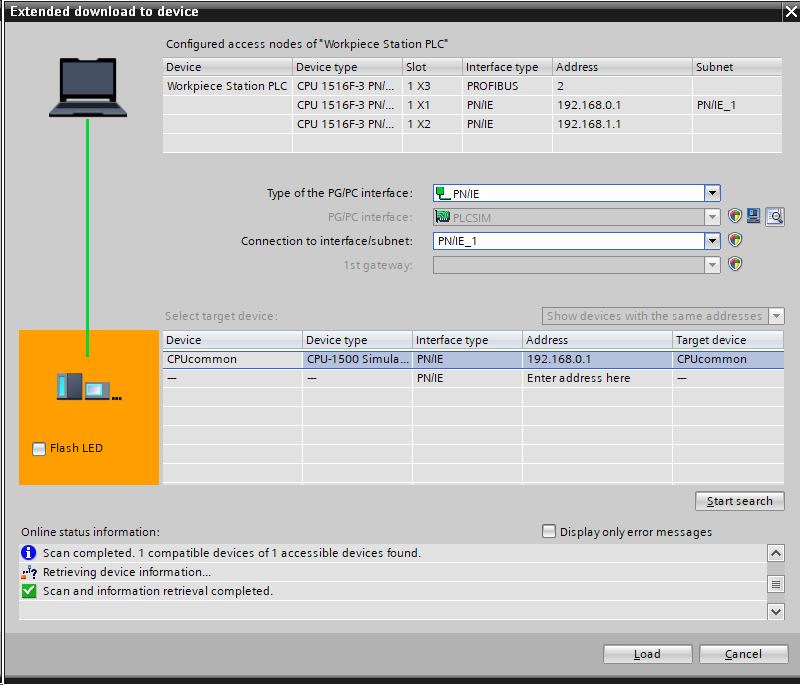 Extended download to device
Configured access nodes of "Workpiece Station PLC"
Device Device type Slot Interface type Address Subnet
Workpiece Station PLC CPU 1516F-3 PN/... 1 X3 PROFIBUS 2
CPU 1516F-3 PN/... 1 X1 PN/IE 192.168.0.1 PN/IE_1
CPU 1516F-3 PN/... 1 X2 PN/IE 192.168.1.1
Type of the PG/PC interface: PN/IE
PG/PC interface: PLCSIM
Connection to interface/subnet: PN/IE_1
1st gateway:
Select target device: Show devices with the same addresses
Device Device type Interface type Address Target device
CPUcommon CPU-1500 Simula... PN/IE 192.168.0.1 CPUcommon
--- --- PN/IE Enter address here ---
Flash LED
Start search
Online status information: Display only error messages
Scan completed. 1 compatible devices of 1 accessible devices found.
Retrieving device information...
Scan and information retrieval completed.
Load Cancel